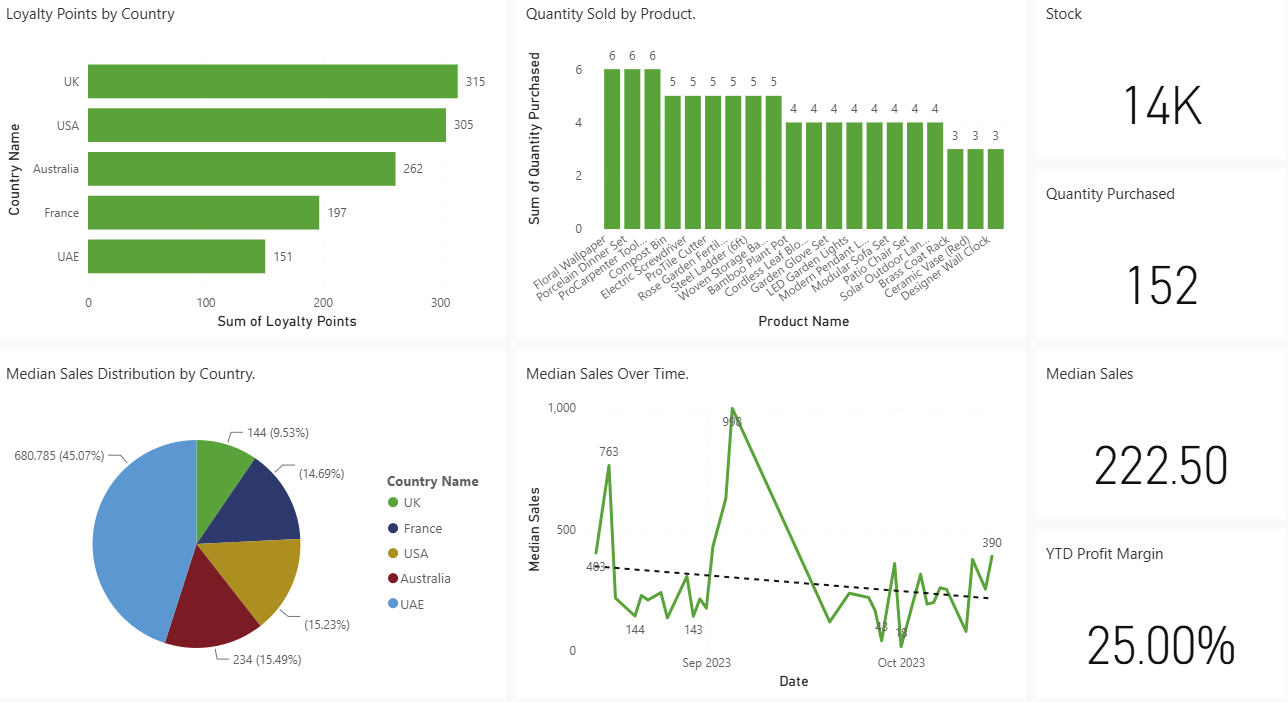 Loyalty Points by Country
Country Name
UK
315
USA
305
Australia
262
France
197
UAE
151
0
100
200
300
Sum of Loyalty Points
Quantity Sold by Product.
Sum of Quantity Purchased
6
4
2
0
6 6 6 5 5 5 5 5 5 4 4 4 4 4 4 4 4 3 3 3
Floral Wallpaper
Porcelain Dinner Set
ProCarpenter Tool...
Compost Bin
Electric Screwdriver
ProTile Cutter
Rose Garden Fertil...
Steel Ladder (6ft)
Woven Storage Ba...
Bamboo Plant Pot
Cordless Leaf Blo...
Garden Glove Set
LED Garden Lights
Modern Pendant L...
Modular Sofa Set
Patio Chair Set
Solar Outdoor Lan...
Brass Coat Rack
Ceramic Vase (Red)
Designer Wall Clock
Product Name
Stock
14K
Quantity Purchased
152
Median Sales Distribution by Country.
144 (9.53%)
(14.69%)
(15.23%)
234 (15.49%)
680.785 (45.07%)
Country Name
UK
France
USA
Australia
UAE
Median Sales Over Time.
Median Sales
1,000
500
0
403
763
144
143
998
43
18
390
Sep 2023
Oct 2023
Date
Median Sales
222.50
YTD Profit Margin
25.00%